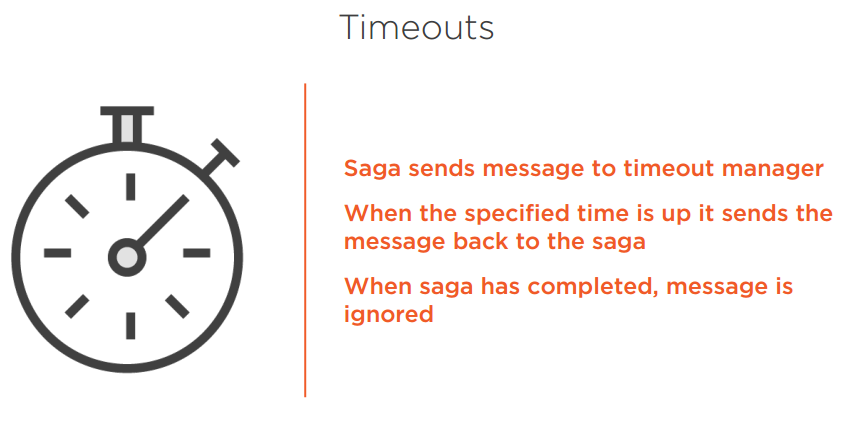 Timeouts
Saga sends message to timeout manager
When the specified time is up it sends the
message back to the saga
When saga has completed, message is
ignored